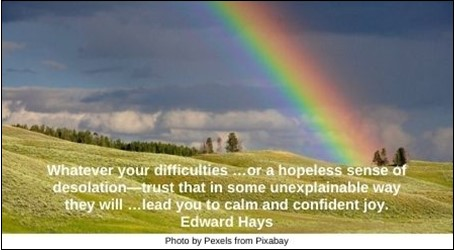 Whatever your difficulties …or a hopeless sense of
desolation—trust that in some unexplainable way
they will …lead you to calm and confident joy.
Edward Hays
Photo by Pexels from Pixabay